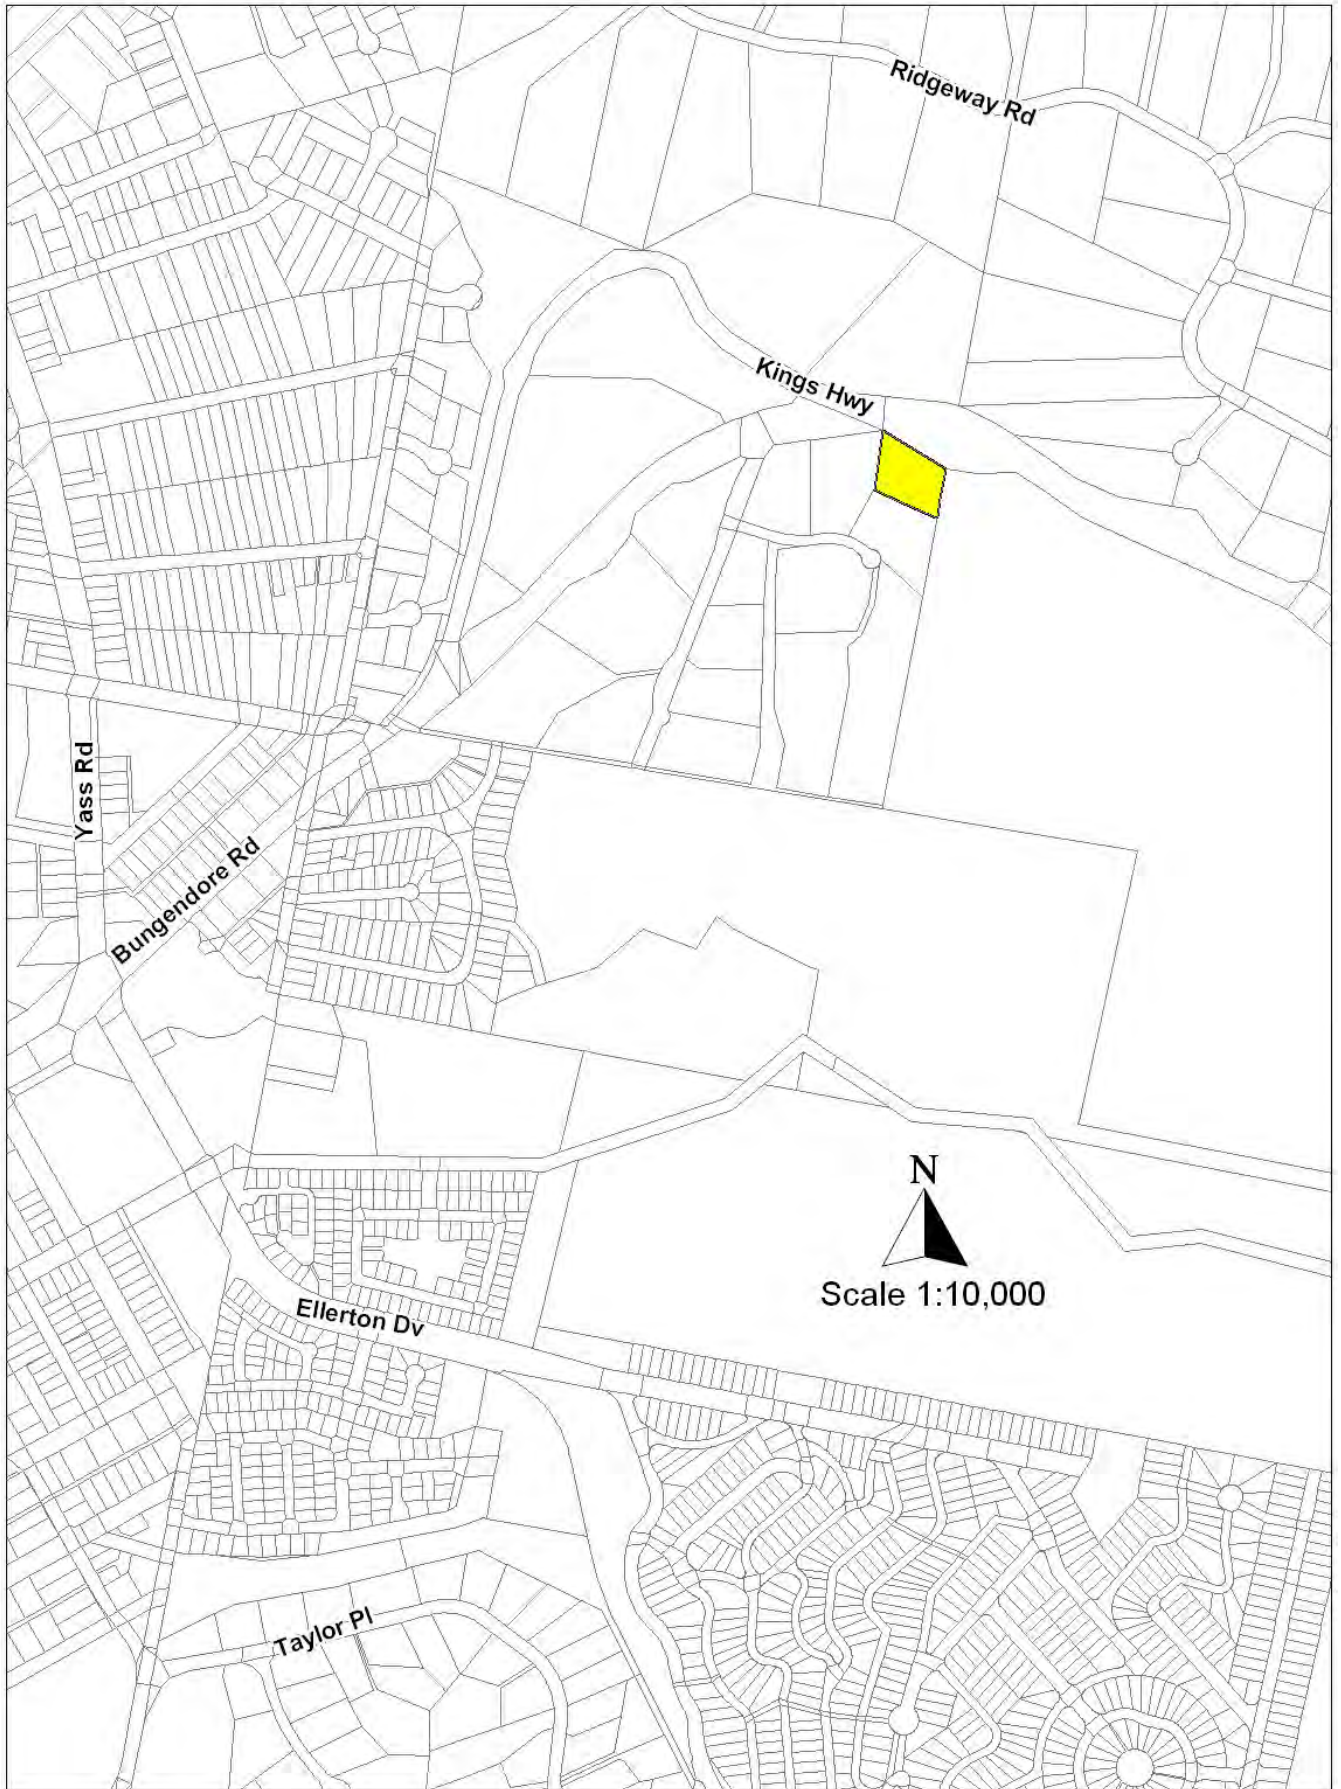 Ridgeway Rd
Kings Hwy
Yass Rd
Bungendore Rd
N
Scale 1:10,000
Ellerton Dv
Taylor Pl